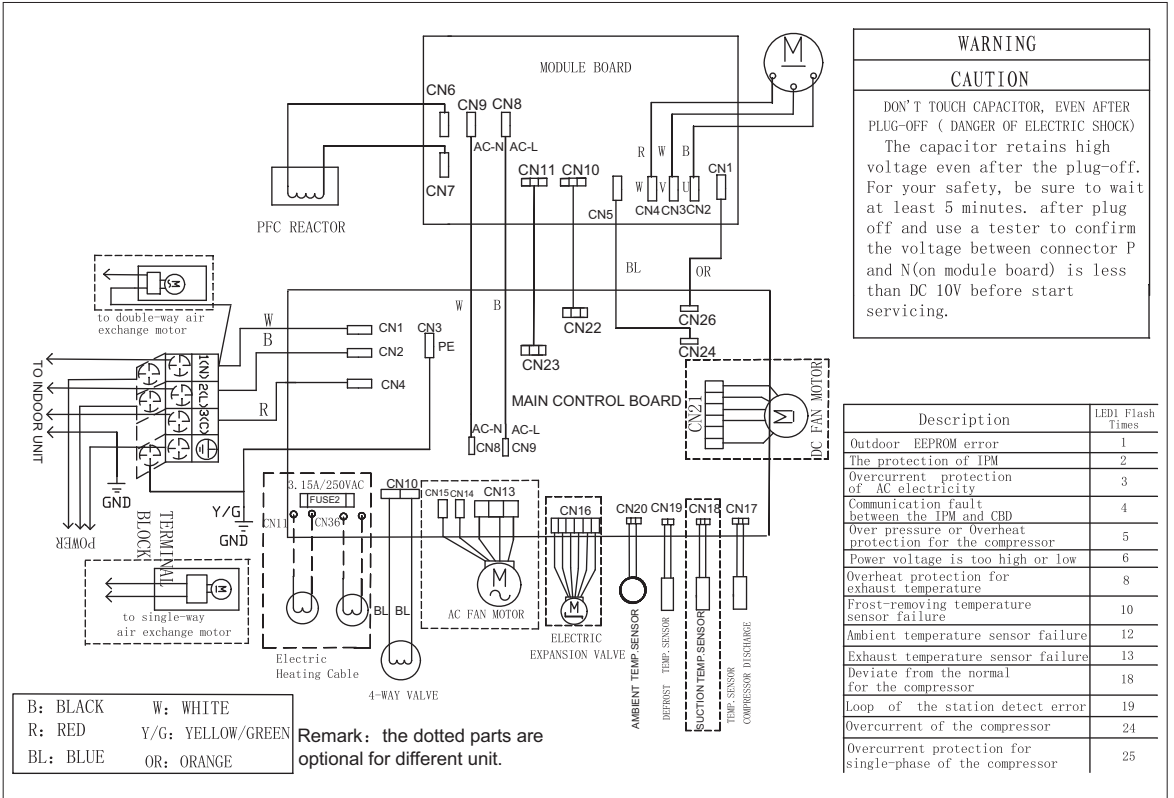 MODULE BOARD
M
CN6
CN9 CN8
AC-N AC-L
CN7
CN11 CN10
R W B
CN1
W V U
CN5
CN4 CN3 CN2
PFC REACTOR
BL
OR
W B
CN26
CN24
CN22
CN23
M
to double-way air
exchange motor
W
B
R
CN1
CN2
CN4
CN3
PE
1(N) 2(L) 3(C)
TO INDOOR UNIT
GND
POWER
TERMINAL
BLOCK
Y/G
GND
MAIN CONTROL BOARD
CN21
M
DC FAN MOTOR
AC-N AC-L
CN8 CN9
M
to single-way
air exchange motor
3.15A/250VAC
FUSE2
CN11 CN36
Electric
Heating Cable
CN10
BL BL
4-WAY VALVE
CN15 CN14 CN13
M
AC FAN MOTOR
CN16
M
ELECTRIC
EXPANSION VALVE
CN20 CN19 CN18 CN17
AMBIENT TEMP.SENSOR
DEFROST TEMP.SENSOR
SUCTION TEMP.SENSOR
TEMP.SENSOR
COMPRESSOR DISCHARGE
B: BLACK W: WHITE
R: RED Y/G: YELLOW/GREEN
BL: BLUE OR: ORANGE
Remark: the dotted parts are
optional for different unit.
WARNING
CAUTION
DON'T TOUCH CAPACITOR, EVEN AFTER
PLUG-OFF ( DANGER OF ELECTRIC SHOCK)
The capacitor retains high
voltage even after the plug-off.
For your safety, be sure to wait
at least 5 minutes. after plug
off and use a tester to confirm
the voltage between connector P
and N(on module board) is less
than DC 10V before start
servicing.
Description LED1 Flash
Times
Outdoor EEPROM error 1
The protection of IPM 2
Overcurrent protection
of AC electricity 3
Communication fault
between the IPM and CBD 4
Over pressure or Overheat
protection for the compressor 5
Power voltage is too high or low 6
Overheat protection for
exhaust temperature 8
Frost-removing temperature
sensor failure 10
Ambient temperature sensor failure 12
Exhaust temperature sensor failure 13
Deviate from the normal
for the compressor 18
Loop of the station detect error 19
Overcurrent of the compressor 24
Overcurrent protection for
single-phase of the compressor 25